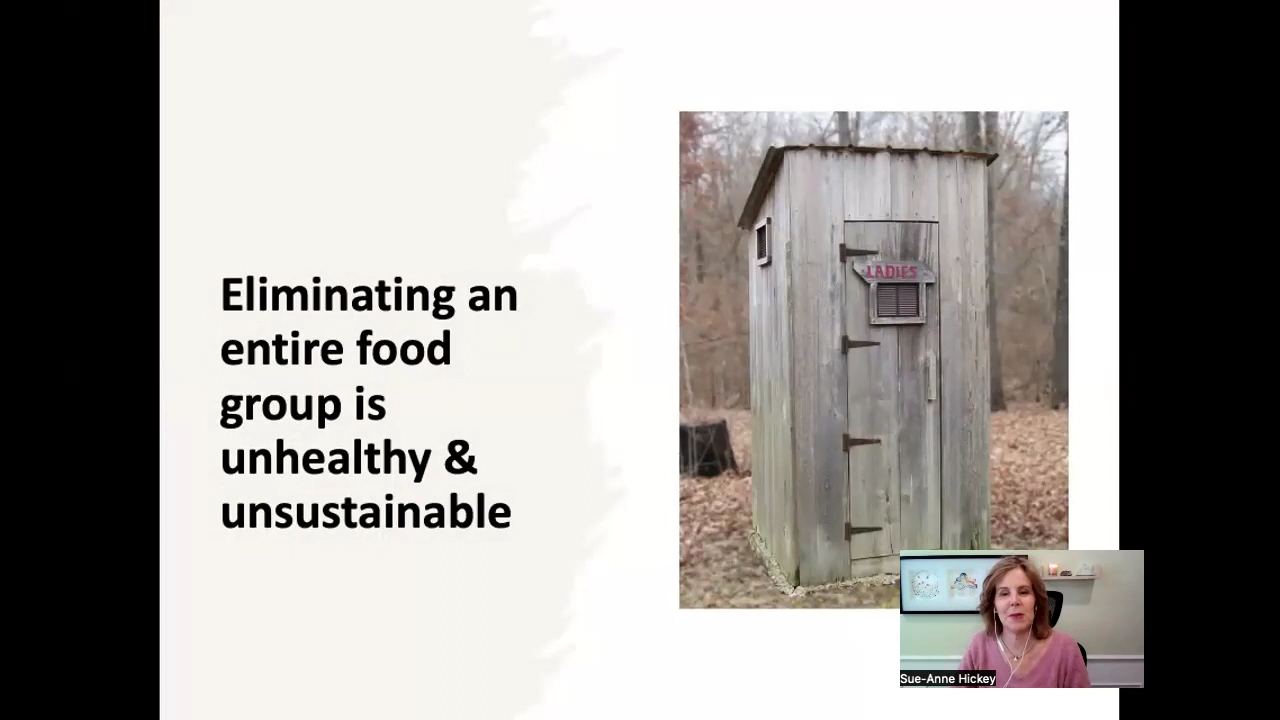 Eliminating an
entire food
group is
unhealthy &
unsustainable
LADIES
Sue-Anne Hickey